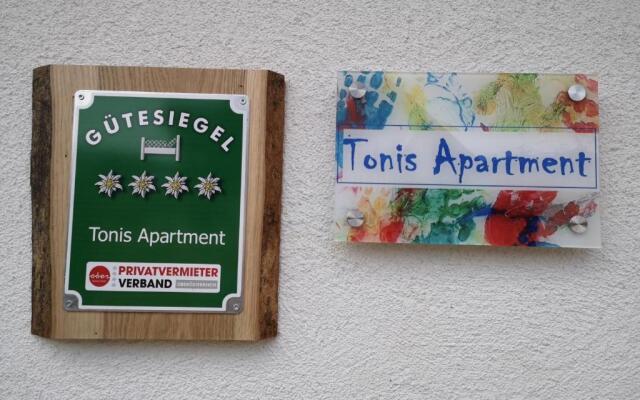 GÜTESIEGEL
Tonis Apartment
PRIVATVERMIETER
VERBAND
Tonis Apartment